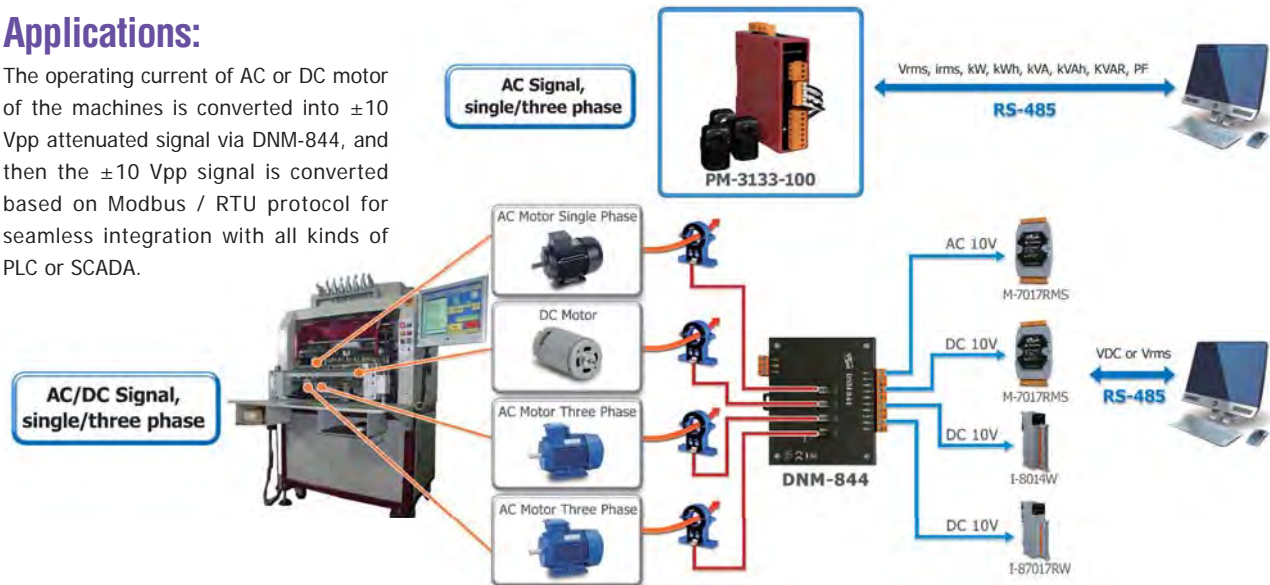 Applications:
The operating current of AC or DC motor
of the machines is converted into ±10
Vpp attenuated signal via DNM-844, and
then the ±10 Vpp signal is converted
based on Modbus / RTU protocol for
seamless integration with all kinds of
PLC or SCADA.
AC Signal,
single/three phase
PM-3133-100
Vrms, irms, kW, kWh, kVA, kVAh, KVAR, PF
RS-485
AC/DC Signal,
single/three phase
AC Motor Single Phase
DC Motor
AC Motor Three Phase
AC Motor Three Phase
DNM-844
AC 10V
M-7017RMS
DC 10V
M-7017RMS
DC 10V
I-8014W
DC 10V
I-87017RW
VDC or Vrms
RS-485